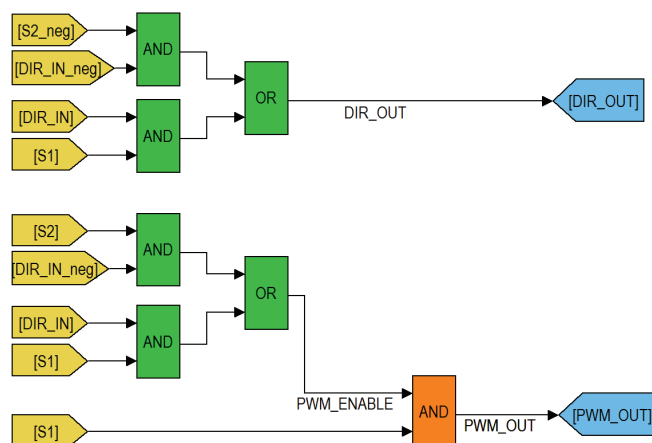 [S2_neg]
AND
[DIR_IN_neg]
OR
DIR_OUT
[DIR_OUT]
[DIR_IN]
AND
[S1]
[S2]
AND
[DIR_IN_neg]
OR
[DIR_IN]
AND
[S1]
PWM_ENABLE
AND
PWM_OUT
[PWM_OUT]
[S1]